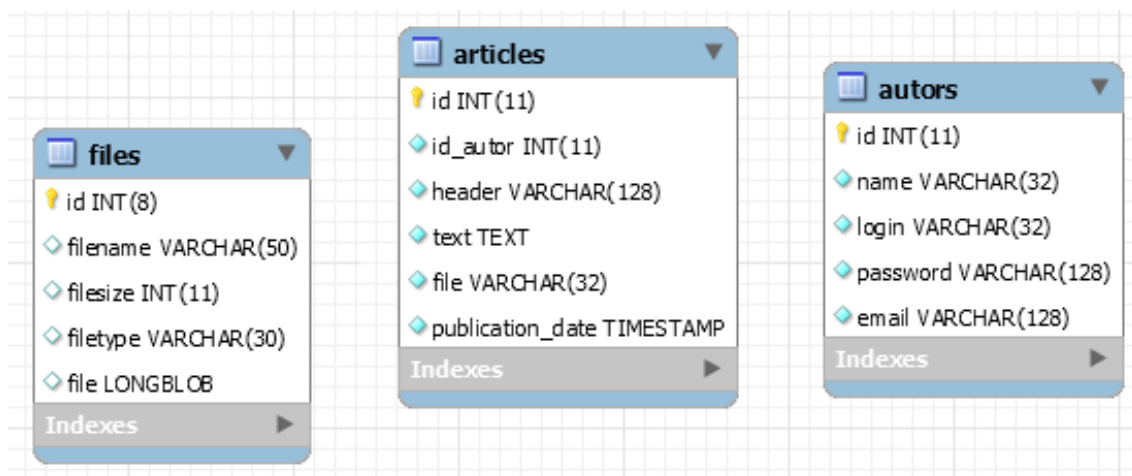 files
id INT(8)
filename VARCHAR(50)
filesize INT(11)
filetype VARCHAR(30)
file LONGBLOB
Indexes
articles
id INT(11)
id_autor INT(11)
header VARCHAR(128)
text TEXT
file VARCHAR(32)
publication_date TIMESTAMP
Indexes
autors
id INT(11)
name VARCHAR(32)
login VARCHAR(32)
password VARCHAR(128)
email VARCHAR(128)
Indexes